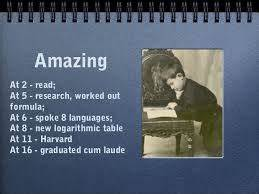 Amazing
At 2 - read;
At 5 - research, worked out
formula;
At 6 - spoke 8 languages;
At 8 - new logarithmic table
At 11 - Harvard
At 16 - graduated cum laude